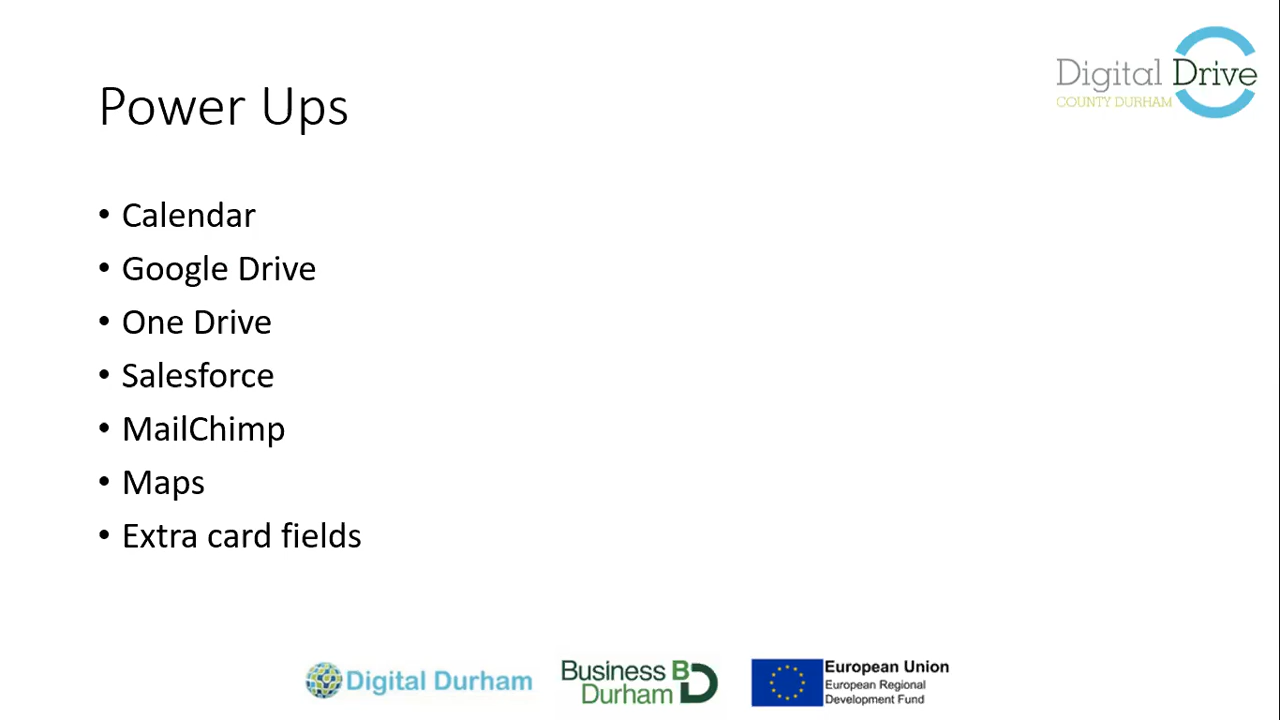 Digital Drive
COUNTY DURHAM
Power Ups
• Calendar
• Google Drive
• One Drive
• Salesforce
• MailChimp
• Maps
• Extra card fields
Digital Durham
Business
Durham
BD
European Union
European Regional
Development Fund